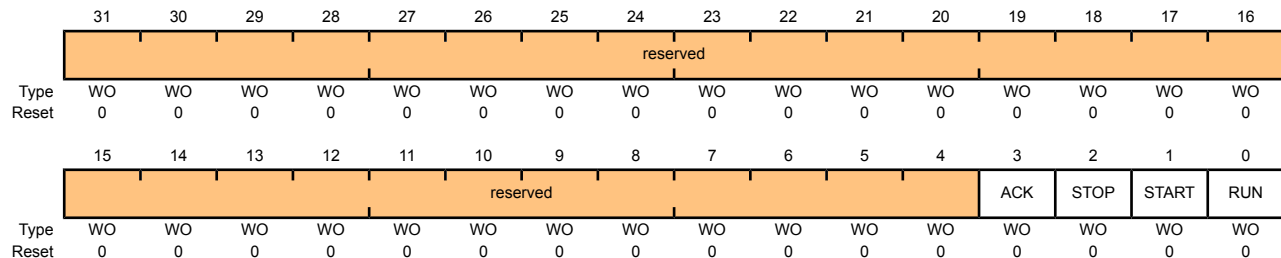 31 30 29 28 27 26 25 24 23 22 21 20 19 18 17 16
reserved
Type WO WO WO WO WO WO WO WO WO WO WO WO WO WO WO WO
Reset 0 0 0 0 0 0 0 0 0 0 0 0 0 0 0 0
15 14 13 12 11 10 9 8 7 6 5 4 3 2 1 0
reserved ACK STOP START RUN
Type WO WO WO WO WO WO WO WO WO WO WO WO WO WO WO WO
Reset 0 0 0 0 0 0 0 0 0 0 0 0 0 0 0 0